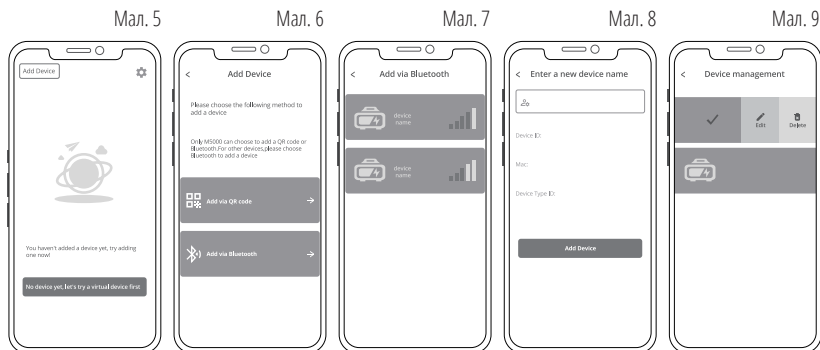 Мал. 5
Мал. 6
Мал. 7
Мал. 8
Мал. 9
Add Device
You haven't added a device yet, try adding
one now!
No device yet, let's try a virtual device first
Add Device
Please choose the following method to
add a device
Only M5000 can choose to add a QR code or
Bluetooth.For other devices,please choose
Bluetooth to add a device
Add via QR code
Add via Bluetooth
Add via Bluetooth
device
name
device
name
Enter a new device name
Device ID:
Mac:
Device Type ID:
Add Device
Device management
Edit
Delete